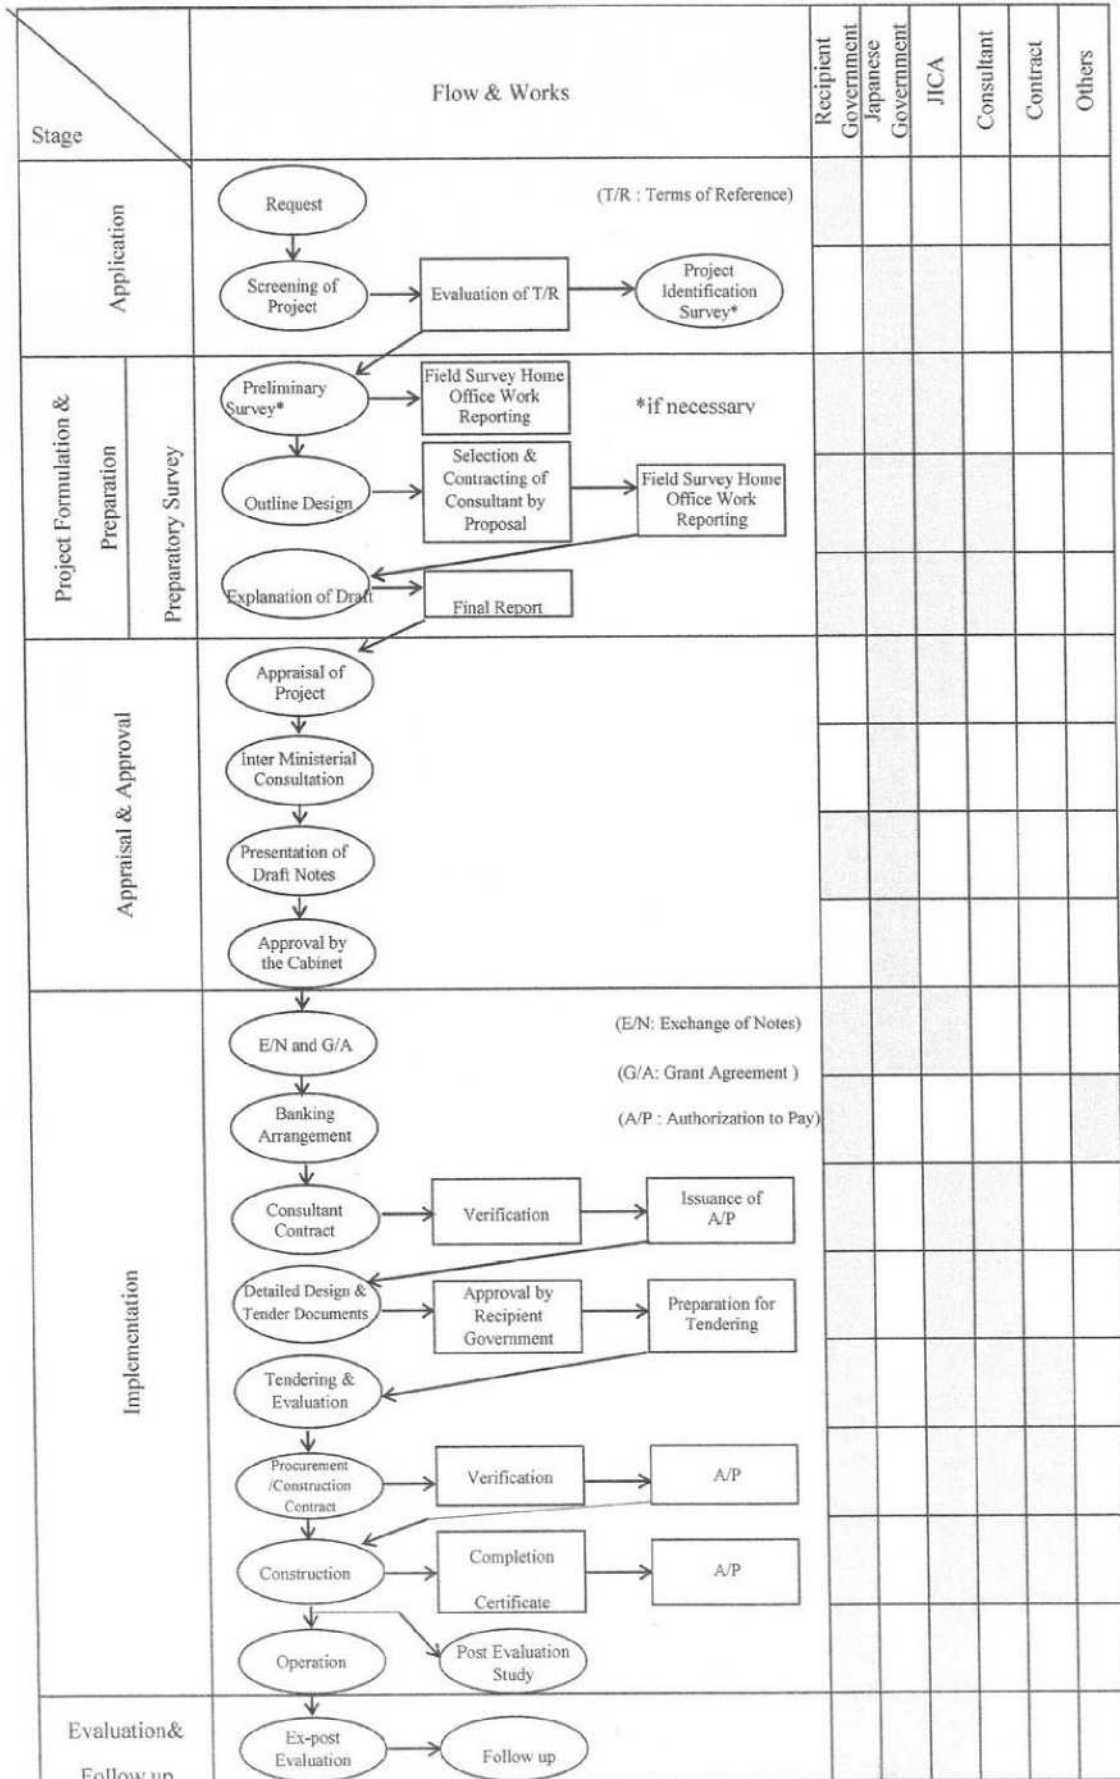 Stage
Flow & Works
Recipient
Government
Japanese
Government
JICA
Consultant
Contract
Others
Application
Request
(T/R : Terms of Reference)
Screening of
Project
Evaluation of T/R
Project
Identification
Survey*
Project Formulation &
Preparation
Preparatory Survey
Preliminary
Survey*
Field Survey Home
Office Work
Reporting
*if necessary
Outline Design
Selection &
Contracting of
Consultant by
Proposal
Field Survey Home
Office Work
Reporting
Explanation of Draft
Final Report
Appraisal & Approval
Appraisal of
Project
Inter Ministerial
Consultation
Presentation of
Draft Notes
Approval by
the Cabinet
Implementation
E/N and G/A
(E/N: Exchange of Notes)
(G/A: Grant Agreement )
(A/P : Authorization to Pay)
Banking
Arrangement
Consultant
Contract
Verification
Issuance of
A/P
Detailed Design &
Tender Documents
Approval by
Recipient
Government
Preparation for
Tendering
Tendering &
Evaluation
Procurement
/Construction
Contract
Verification
A/P
Construction
Completion
Certificate
A/P
Operation
Post Evaluation
Study
Evaluation&
Follow up
Ex-post
Evaluation
Follow up